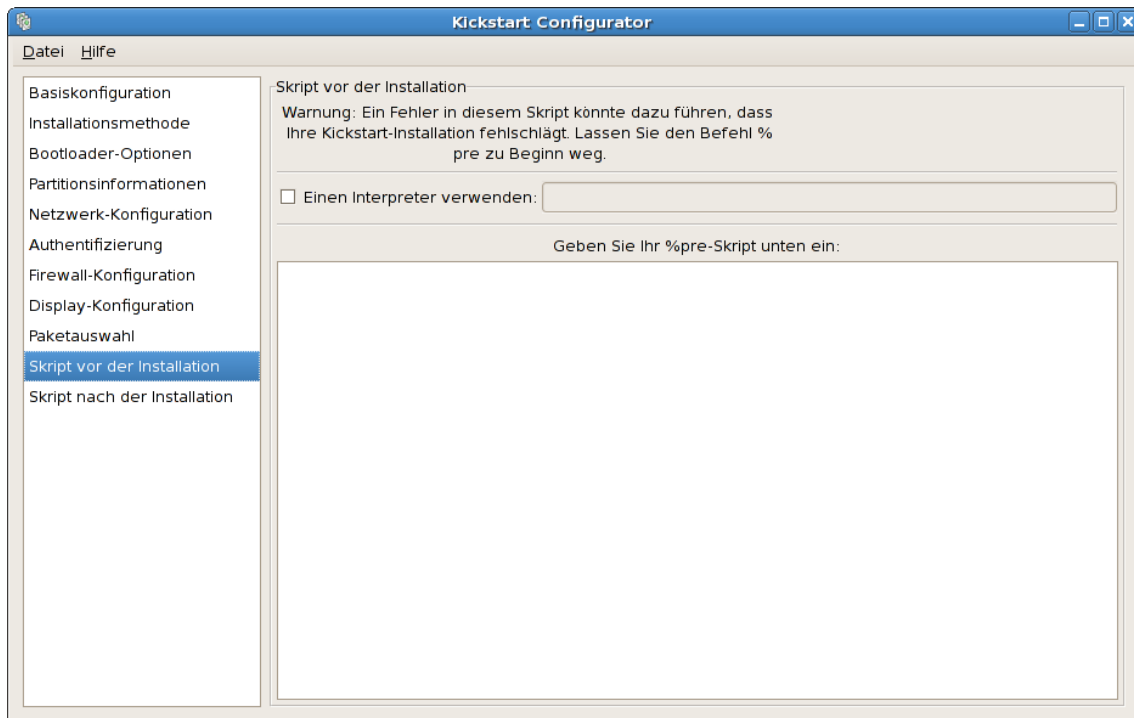 Kickstart Configurator
Datei Hilfe
Basiskonfiguration
Installationsmethode
Bootloader-Optionen
Partitionsinformationen
Netzwerk-Konfiguration
Authentifizierung
Firewall-Konfiguration
Display-Konfiguration
Paketauswahl
Skript vor der Installation
Skript nach der Installation
Skript vor der Installation
Warnung: Ein Fehler in diesem Skript könnte dazu führen, dass
Ihre Kickstart-Installation fehlschlägt. Lassen Sie den Befehl %
pre zu Beginn weg.
Einen Interpreter verwenden:
Geben Sie Ihr %pre-Skript unten ein: